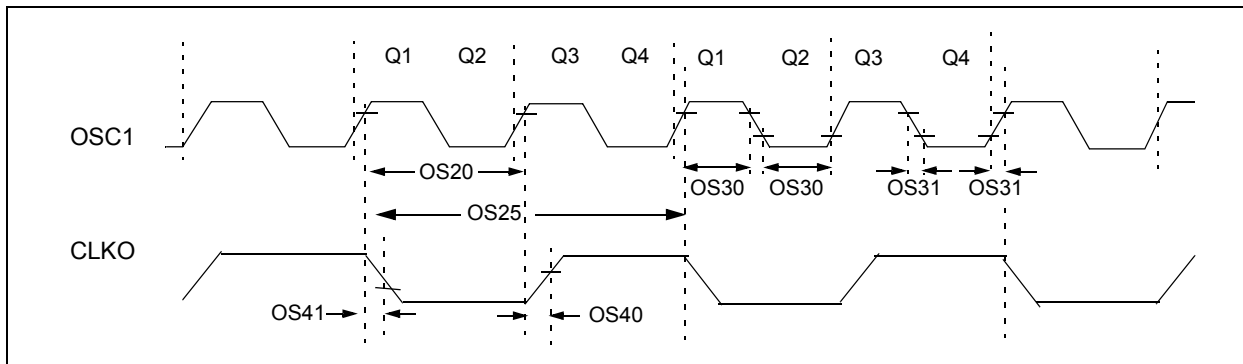 Q1 Q2 Q3 Q4 Q1 Q2 Q3 Q4
OSC1
OS20 OS30 OS30 OS31 OS31
OS25
CLKO
OS41 OS40